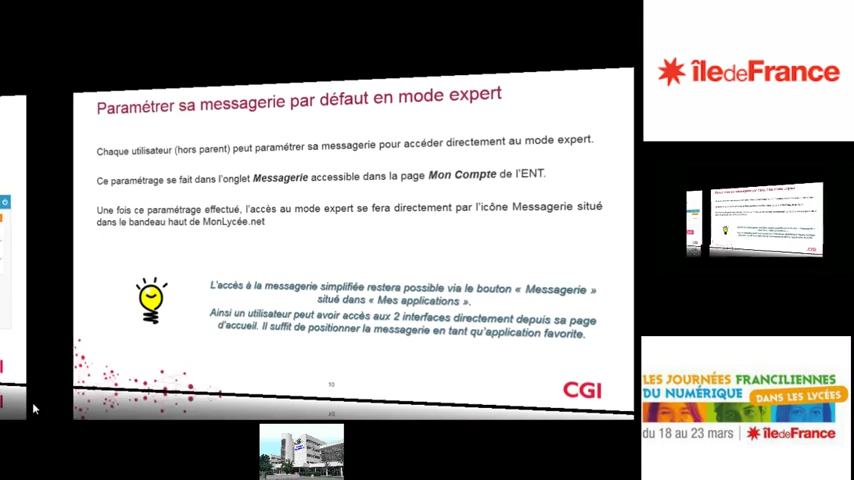 Paramétrer sa messagerie par défaut en mode expert
Chaque utilisateur (hors parent) peut paramétrer sa messagerie pour accéder directement au mode expert.
Ce paramétrage se fait dans l'onglet Messagerie accessible dans la page Mon Compte de l'ENT.
Une fois ce paramétrage effectué, l'accès au mode expert se fera directement par l'icône Messagerie situé
dans le bandeau haut de MonLycée.net
L'accès à la messagerie simplifiée restera possible via le bouton « Messagerie »
situé dans « Mes applications ».
Ainsi un utilisateur peut avoir accès aux 2 interfaces directement depuis sa page
d'accueil. Il suffit de positionner la messagerie en tant qu'application favorite.
10
CGI
île de France
LES JOURNÉES FRANCILIENNES
DU NUMÉRIQUE DANS LES LYCÉES
du 18 au 23 mars | île de France